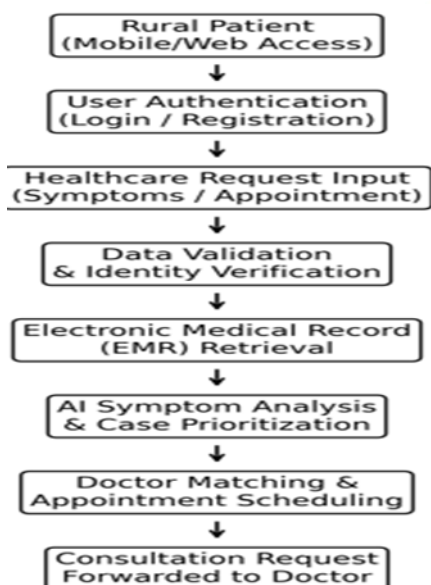 Rural Patient
(Mobile/Web Access)
User Authentication
(Login / Registration)
Healthcare Request Input
(Symptoms / Appointment)
Data Validation
& Identity Verification
Electronic Medical Record
(EMR) Retrieval
AI Symptom Analysis
& Case Prioritization
Doctor Matching &
Appointment Scheduling
Consultation Request
Forwarded to Doctor